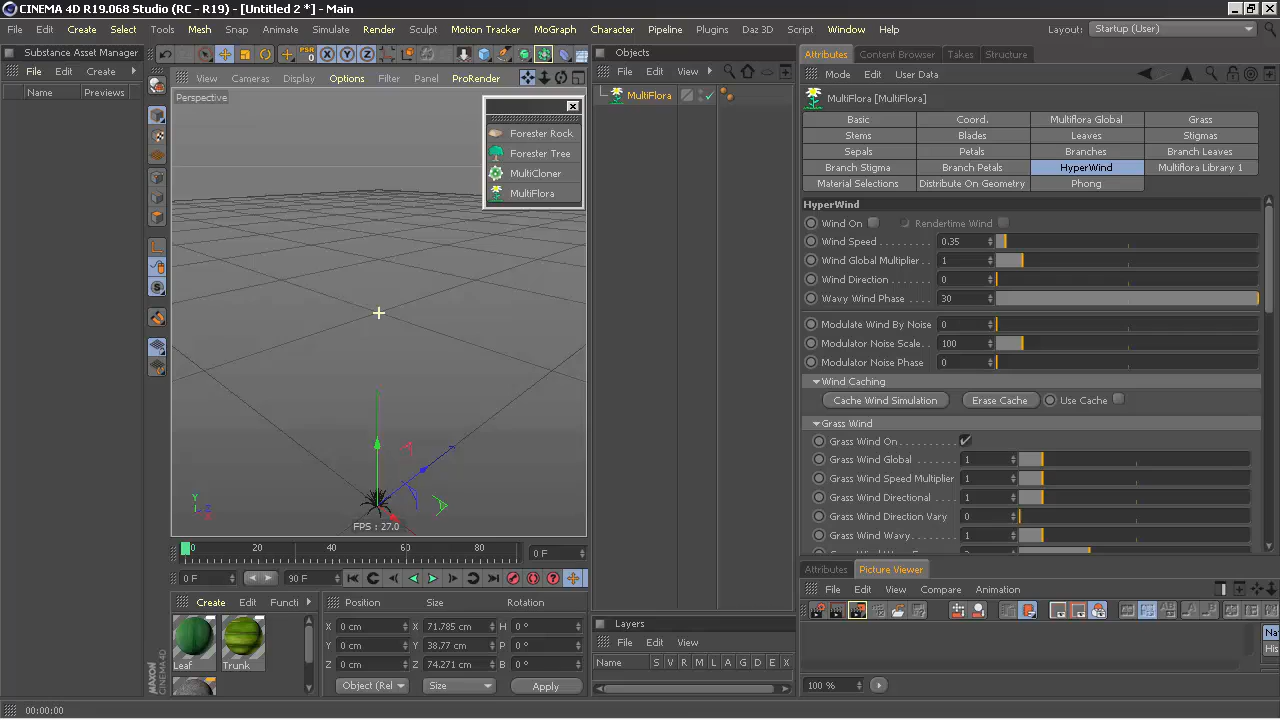 CINEMA 4D R19.068 Studio (RC - R19) - [Untitled 2 *] - Main
File Edit Create Select Tools Mesh Snap Animate Simulate Render Sculpt Motion Tracker MoGraph Character Pipeline Plugins Daz 3D Script Window Help
Layout: Startup (User)
Substance Asset Manager
File Edit Create
Name Previews
PSR
X Y Z
View Cameras Display Options Filter Panel ProRender
Perspective
Forester Rock
Forester Tree
MultiCloner
MultiFlora
Y
Z
X
FPS : 27.0
0 20 40 60 80
0 F
0 F 90 F
Create Edit Functi
Leaf Trunk
MAXON CINEMA 4D
Position Size Rotation
X 0 cm X 71.785 cm H 0 °
Y 0 cm Y 38.77 cm P 0 °
Z 0 cm Z 74.271 cm B 0 °
Object (Rel Size Apply
00:00:00
Objects
File Edit View
MultiFlora
Layers
File Edit View
Name S V R M L A G D E X
Attributes Content Browser Takes Structure
Mode Edit User Data
MultiFlora [MultiFlora]
Basic Coord. Multiflora Global Grass
Stems Blades Leaves Stigmas
Sepals Petals Branches Branch Leaves
Branch Stigma Branch Petals HyperWind Multiflora Library 1
Material Selections Distribute On Geometry Phong
HyperWind
Wind On Rendertime Wind
Wind Speed 0.35
Wind Global Multiplier 1
Wind Direction 0
Wavy Wind Phase 30
Modulate Wind By Noise 0
Modulator Noise Scale 100
Modulator Noise Phase 0
Wind Caching
Cache Wind Simulation Erase Cache Use Cache
Grass Wind
Grass Wind On
Grass Wind Global 1
Grass Wind Speed Multiplier 1
Grass Wind Directional 1
Grass Wind Direction Vary 0
Grass Wind Wavy 1
Attributes Picture Viewer
File Edit View Compare Animation
Na
His
100 %